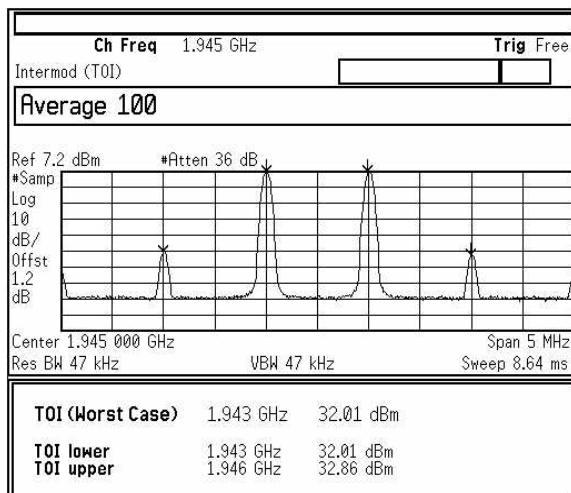 Ch Freq 1.945 GHz Trig Free
Intermod (TOI)
Average 100
Ref 7.2 dBm #Atten 36 dB
#Samp
Log
10
dB/
Offst
1.2
dB
Center 1.945 000 GHz Span 5 MHz
Res BW 47 kHz VBW 47 kHz Sweep 8.64 ms
TOI (Worst Case) 1.943 GHz 32.01 dBm
TOI lower 1.943 GHz 32.01 dBm
TOI upper 1.946 GHz 32.86 dBm